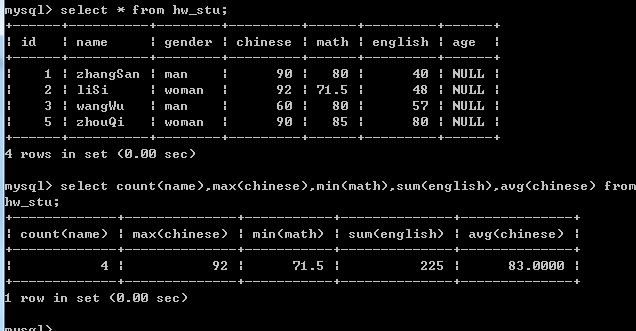 mysql> select * from hw_stu;
+------+----------+--------+---------+------+---------+------+
¦ id   ¦ name     ¦ gender ¦ chinese ¦ math ¦ english ¦ age  ¦
+------+----------+--------+---------+------+---------+------+
¦    1 ¦ zhangSan ¦ man    ¦      90 ¦   80 ¦      40 ¦ NULL ¦
¦    2 ¦ liSi     ¦ woman  ¦      92 ¦ 71.5 ¦      48 ¦ NULL ¦
¦    3 ¦ wangWu   ¦ man    ¦      60 ¦   80 ¦      57 ¦ NULL ¦
¦    5 ¦ zhouQi   ¦ woman  ¦      90 ¦   85 ¦      80 ¦ NULL ¦
+------+----------+--------+---------+------+---------+------+
4 rows in set (0.00 sec)
mysql> select count(name),max(chinese),min(math),sum(english),avg(chinese) from
hw_stu;
+-------------+--------------+-----------+--------------+--------------+
¦ count(name) ¦ max(chinese) ¦ min(math) ¦ sum(english) ¦ avg(chinese) ¦
+-------------+--------------+-----------+--------------+--------------+
¦           4 ¦           92 ¦      71.5 ¦          225 ¦      83.0000 ¦
+-------------+--------------+-----------+--------------+--------------+
1 row in set (0.00 sec)
mysql>